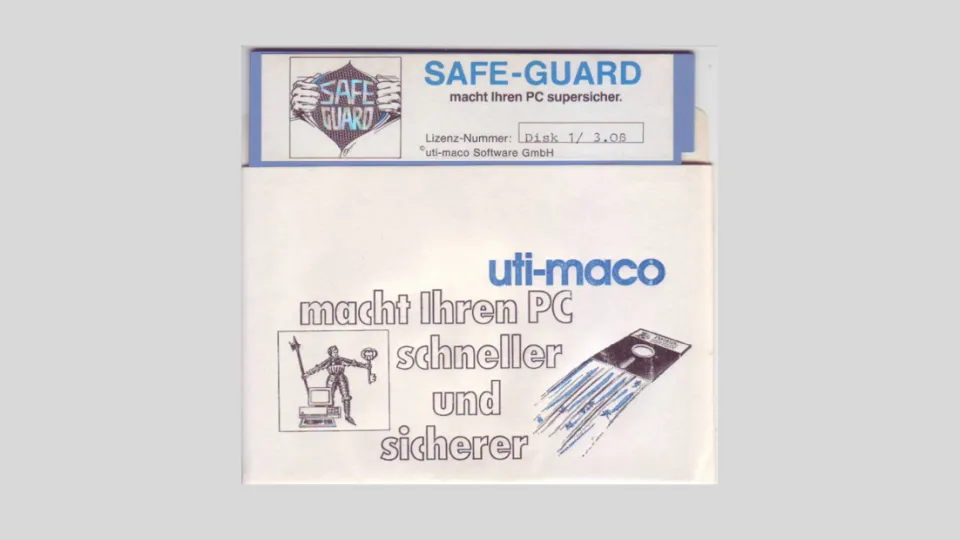 SAFE
GUARD
SAFE-GUARD
macht Ihren PC supersicher.
Lizenz-Nummer: Disk 1/ 3.06
©uti-maco Software GmbH
uti-maco
macht Ihren PC
schneller
und
sicherer